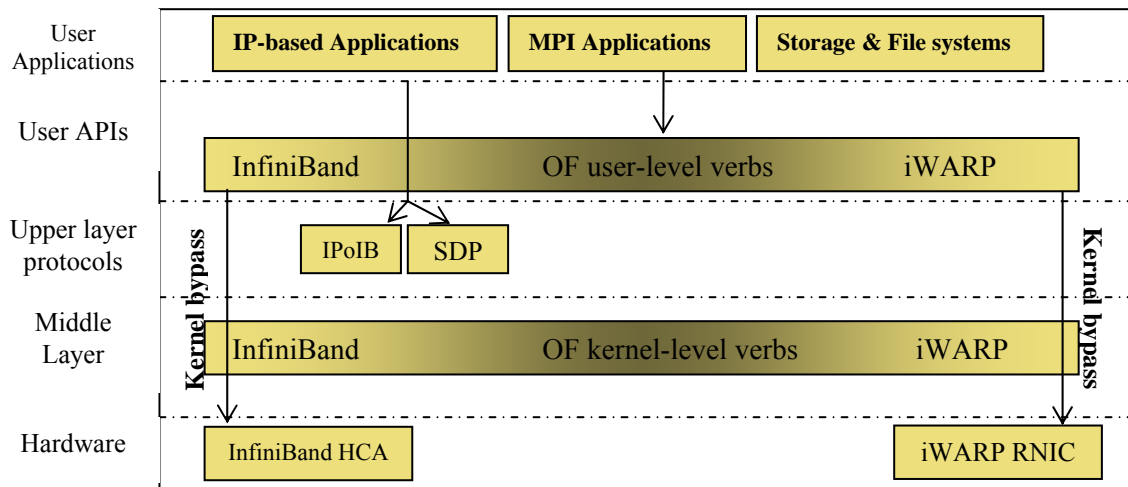 User
Applications
IP-based Applications
MPI Applications
Storage & File systems
User APIs
InfiniBand
OF user-level verbs
iWARP
Upper layer
protocols
IPoIB
SDP
Kernel bypass
Kernel bypass
Middle
Layer
InfiniBand
OF kernel-level verbs
iWARP
Hardware
InfiniBand HCA
iWARP RNIC